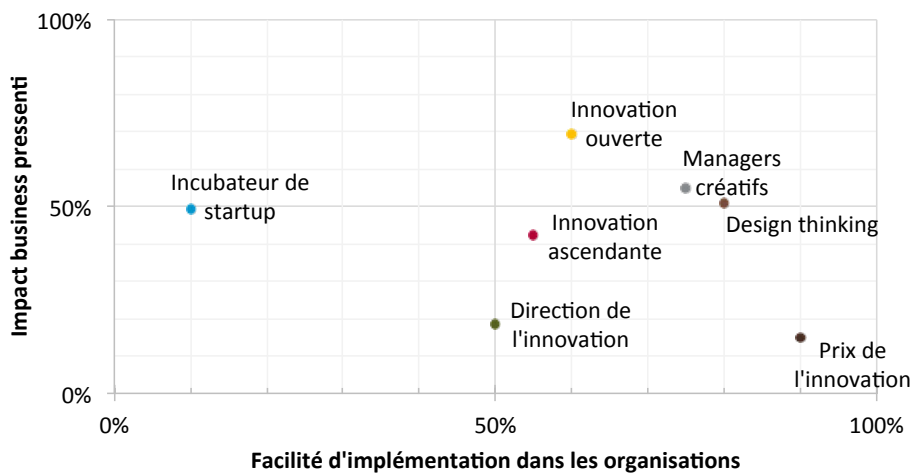 100%
Innovation
ouverte
Managers
créatifs
Incubateur de
startup
50%
Design thinking
Innovation
ascendante
Direction de
l'innovation
Prix de
l'innovation
0%
0%
50%
100%
Impact business pressenti
Facilité d'implémentation dans les organisations